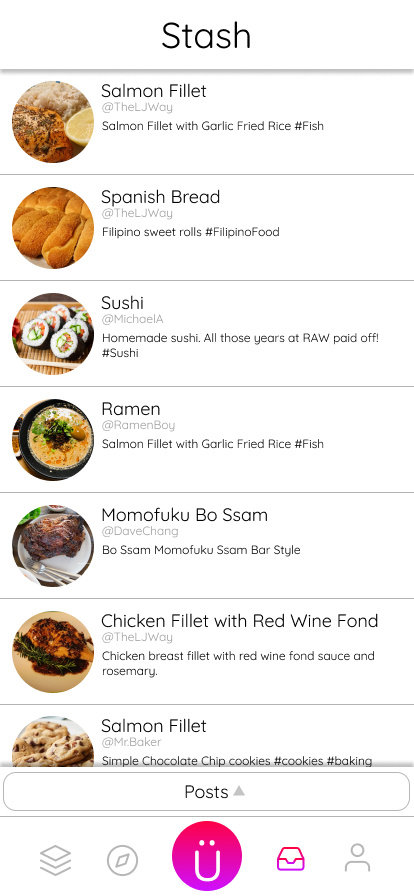 Stash
Salmon Fillet
@TheLJWay
Salmon Fillet with Garlic Fried Rice #Fish
Spanish Bread
@TheLJWay
Filipino sweet rolls #FilipinoFood
Sushi
@MichaelA
Homemade sushi. All those years at RAW paid off!
#Sushi
Ramen
@RamenBoy
Salmon Fillet with Garlic Fried Rice #Fish
Momofuku Bo Ssam
@DaveChang
Bo Ssam Momofuku Ssam Bar Style
Chicken Fillet with Red Wine Fond
@TheLJWay
Chicken breast fillet with red wine fond sauce and
rosemary.
Salmon Fillet
@Mr.Baker
Simple Chocolate Chip cookies #cookies #baking
Posts
Ü